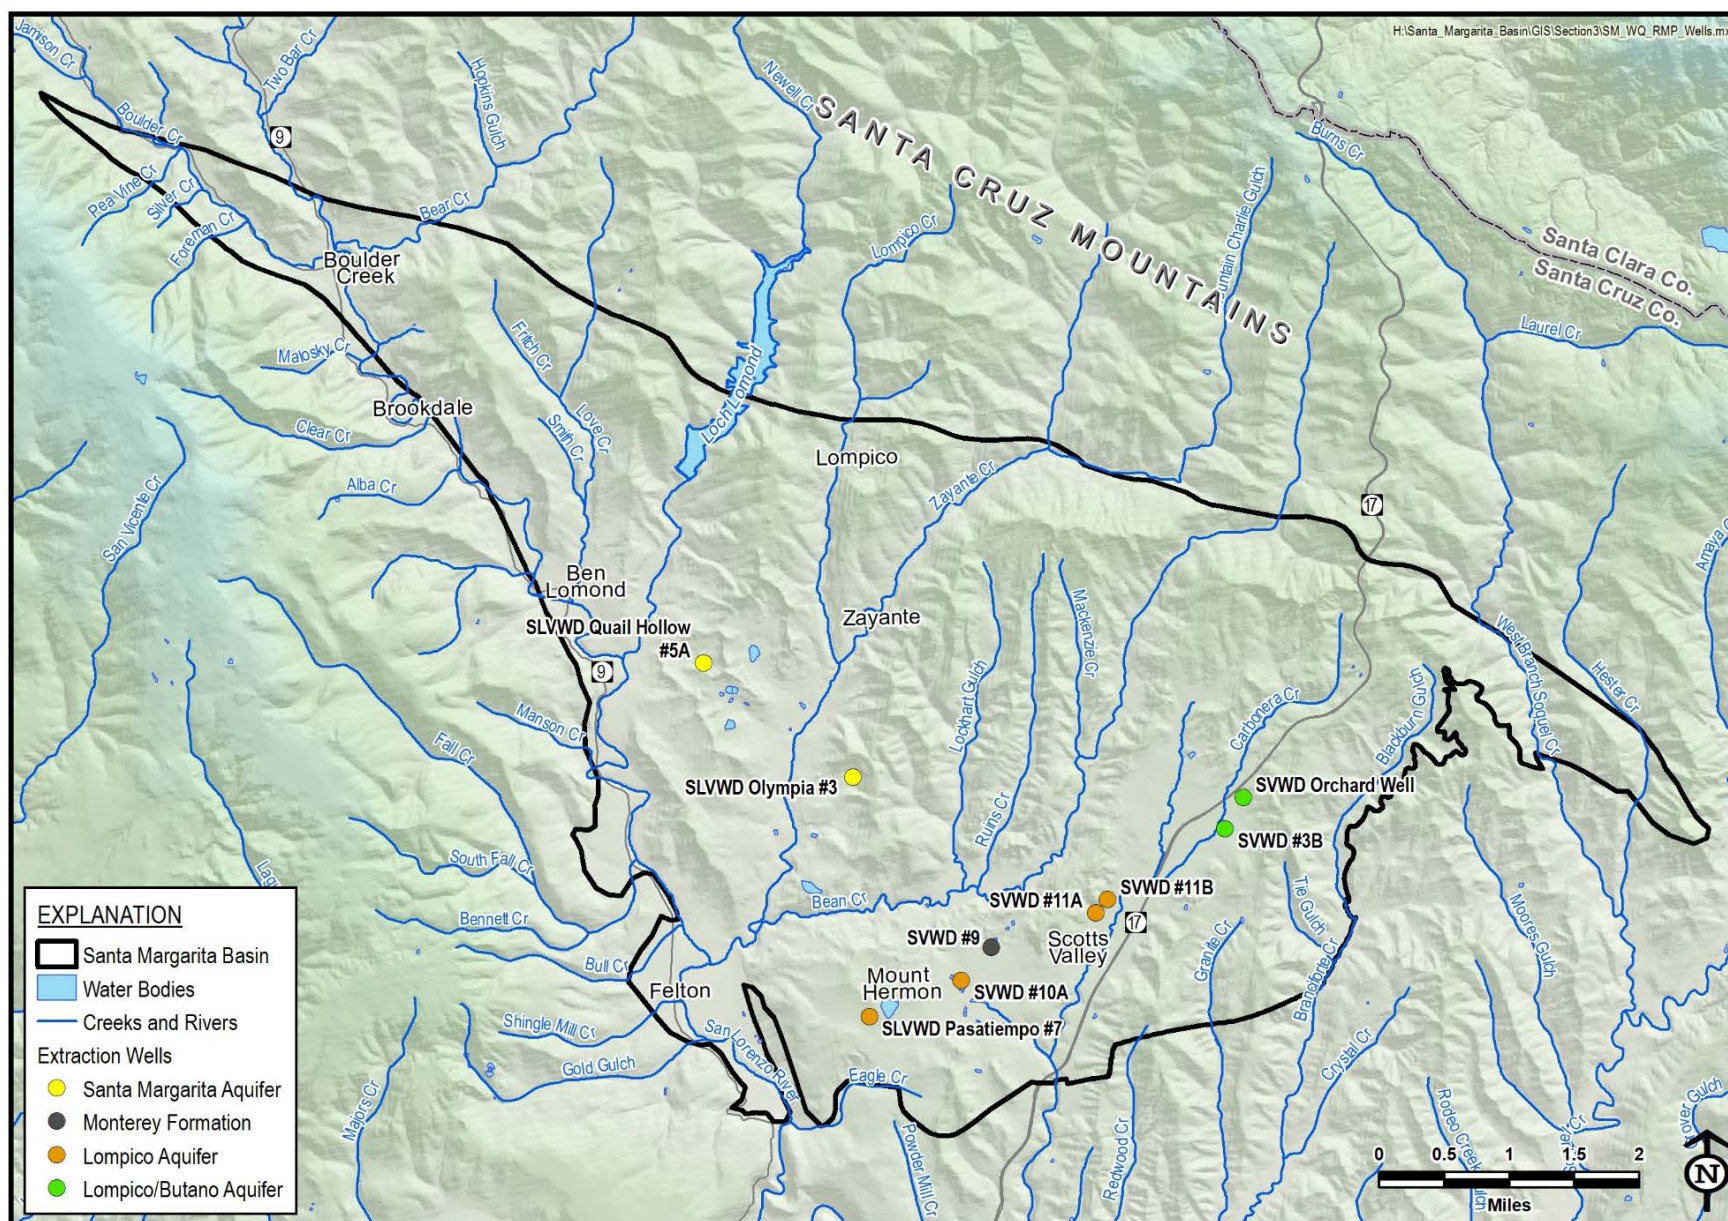 H:\Santa_Margarita_Basin\GIS\Section3\SM_WQ_RMP_Wells.mx
Jamison Cr
Two Bar Cr
Hopkins Gulch
Newell Cr
SANTA CRUZ MOUNTAINS
Burns Cr
Boulder Cr
9
Pea Vine Cr
Silver Cr
Foreman Cr
Bear Cr
Lompico Cr
Santa Clara Co.
Santa Cruz Co.
Boulder
Creek
Laurel Cr
Fritch Cr
Malosky Cr
Loch Lomond
Brookdale
Clear Cr
Love Cr
Smith Cr
Lompico
Zayante Cr
Alba Cr
San Vicente Cr
17
Ben
Lomond
Zayante
Mackenzie Cr
SLVWD Quail Hollow
#5A
9
West Branch Soquel Cr
Hester Cr
Lockhart Gulch
Carbonera Cr
Blackburn Gulch
Manson Cr
Fall Cr
SLVWD Olympia #3
SVWD Orchard Well
Ruins Cr
SVWD #3B
South Fall Cr
Bean Cr
SVWD #11A
SVWD #11B
Tie Gulch
Moores Gulch
Bennett Cr
17
SVWD #9
Scotts
Valley
Granite Cr
Branciforte Cr
Bull Cr
Felton
Mount
Hermon
SVWD #10A
Shingle Mill Cr
SLVWD Pasatiempo #7
San Lorenzo River
Gold Gulch
Eagle Cr
Crystal Cr
Majors Cr
Powder Mill Cr
Redwood Cr
EXPLANATION
Santa Margarita Basin
Water Bodies
Creeks and Rivers
Extraction Wells
Santa Margarita Aquifer
Monterey Formation
Lompico Aquifer
Lompico/Butano Aquifer
0 0.5 1 1.5 2
Miles
N